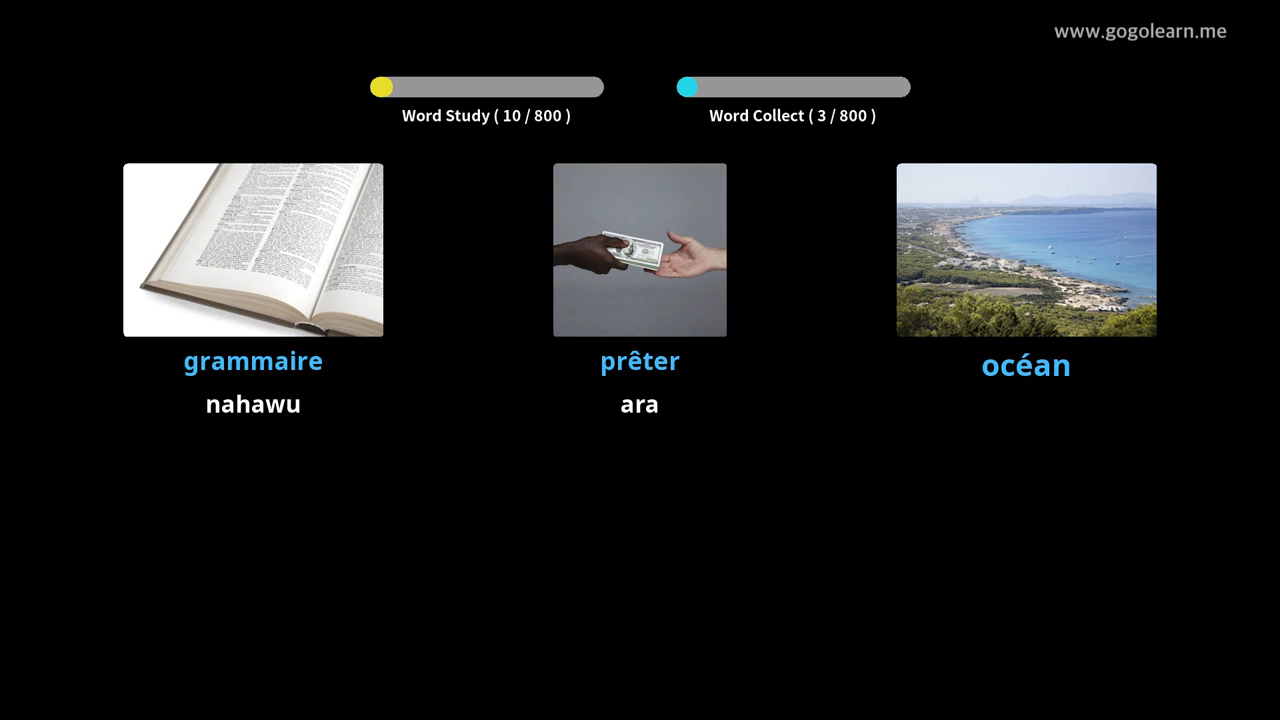 www.gogolearn.me
Word Study ( 10 / 800 )
Word Collect ( 3 / 800 )
grammaire
prêter
océan
nahawu
ara